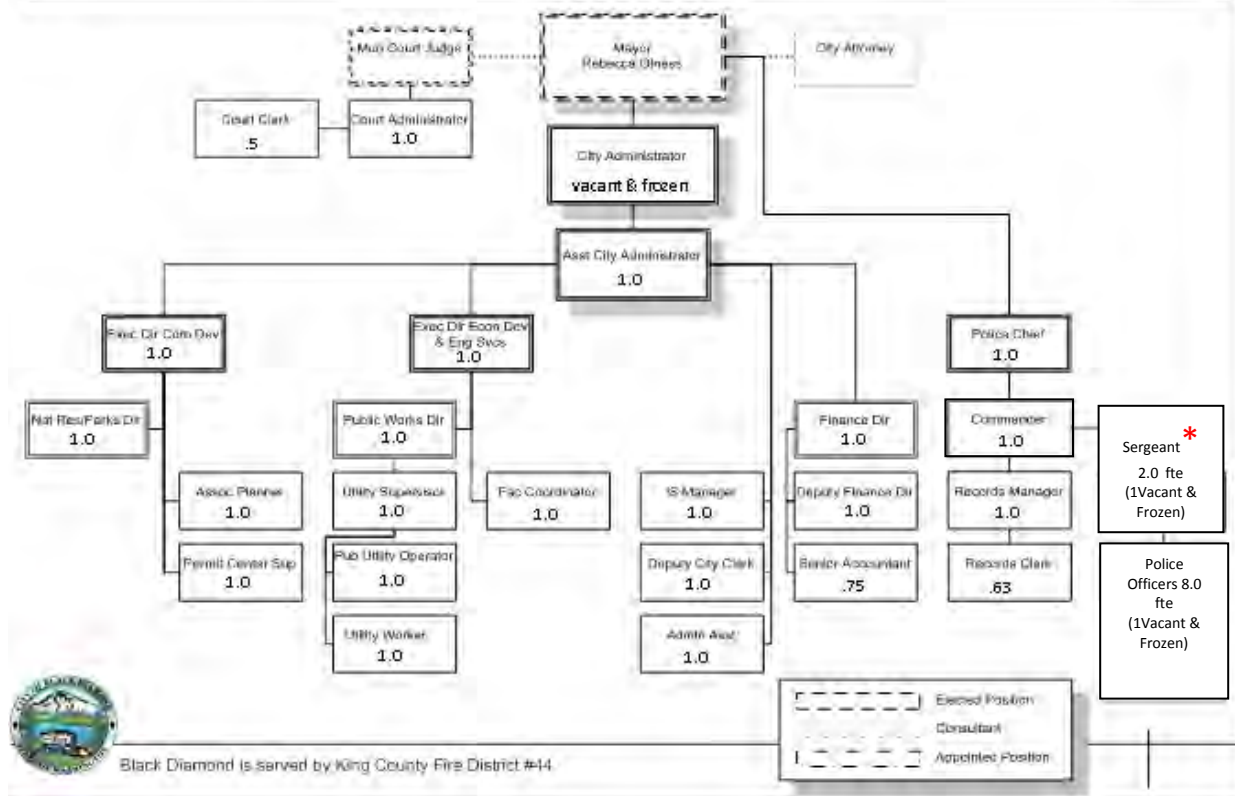 Mun Court Judge
Mayor
Rebecca Olness
City Attorney
Court Clerk
.5
Court Administrator
1.0
City Administrator
vacant & frozen
Asst City Administrator
1.0
Exec Dir Com Dev
1.0
Exec Dir Econ Dev
& Eng Svcs
1.0
Police Chief
1.0
Nat Res/Parks Dir
1.0
Public Works Dir
1.0
Finance Dir
1.0
Commander
1.0
Sergeant *
2.0 fte
(1Vacant &
Frozen)
Assoc Planner
1.0
Utility Supervisor
1.0
Fac Coordinator
1.0
IS Manager
1.0
Deputy Finance Dir
1.0
Records Manager
1.0
Permit Center Sup
1.0
Pub Utility Operator
1.0
Deputy City Clerk
1.0
Senior Accountant
.75
Records Clerk
.63
Police
Officers 8.0
fte
(1Vacant &
Frozen)
Utility Worker
1.0
Admin Asst
1.0
Elected Position
Consultant
Appointed Position
Black Diamond is served by King County Fire District #44